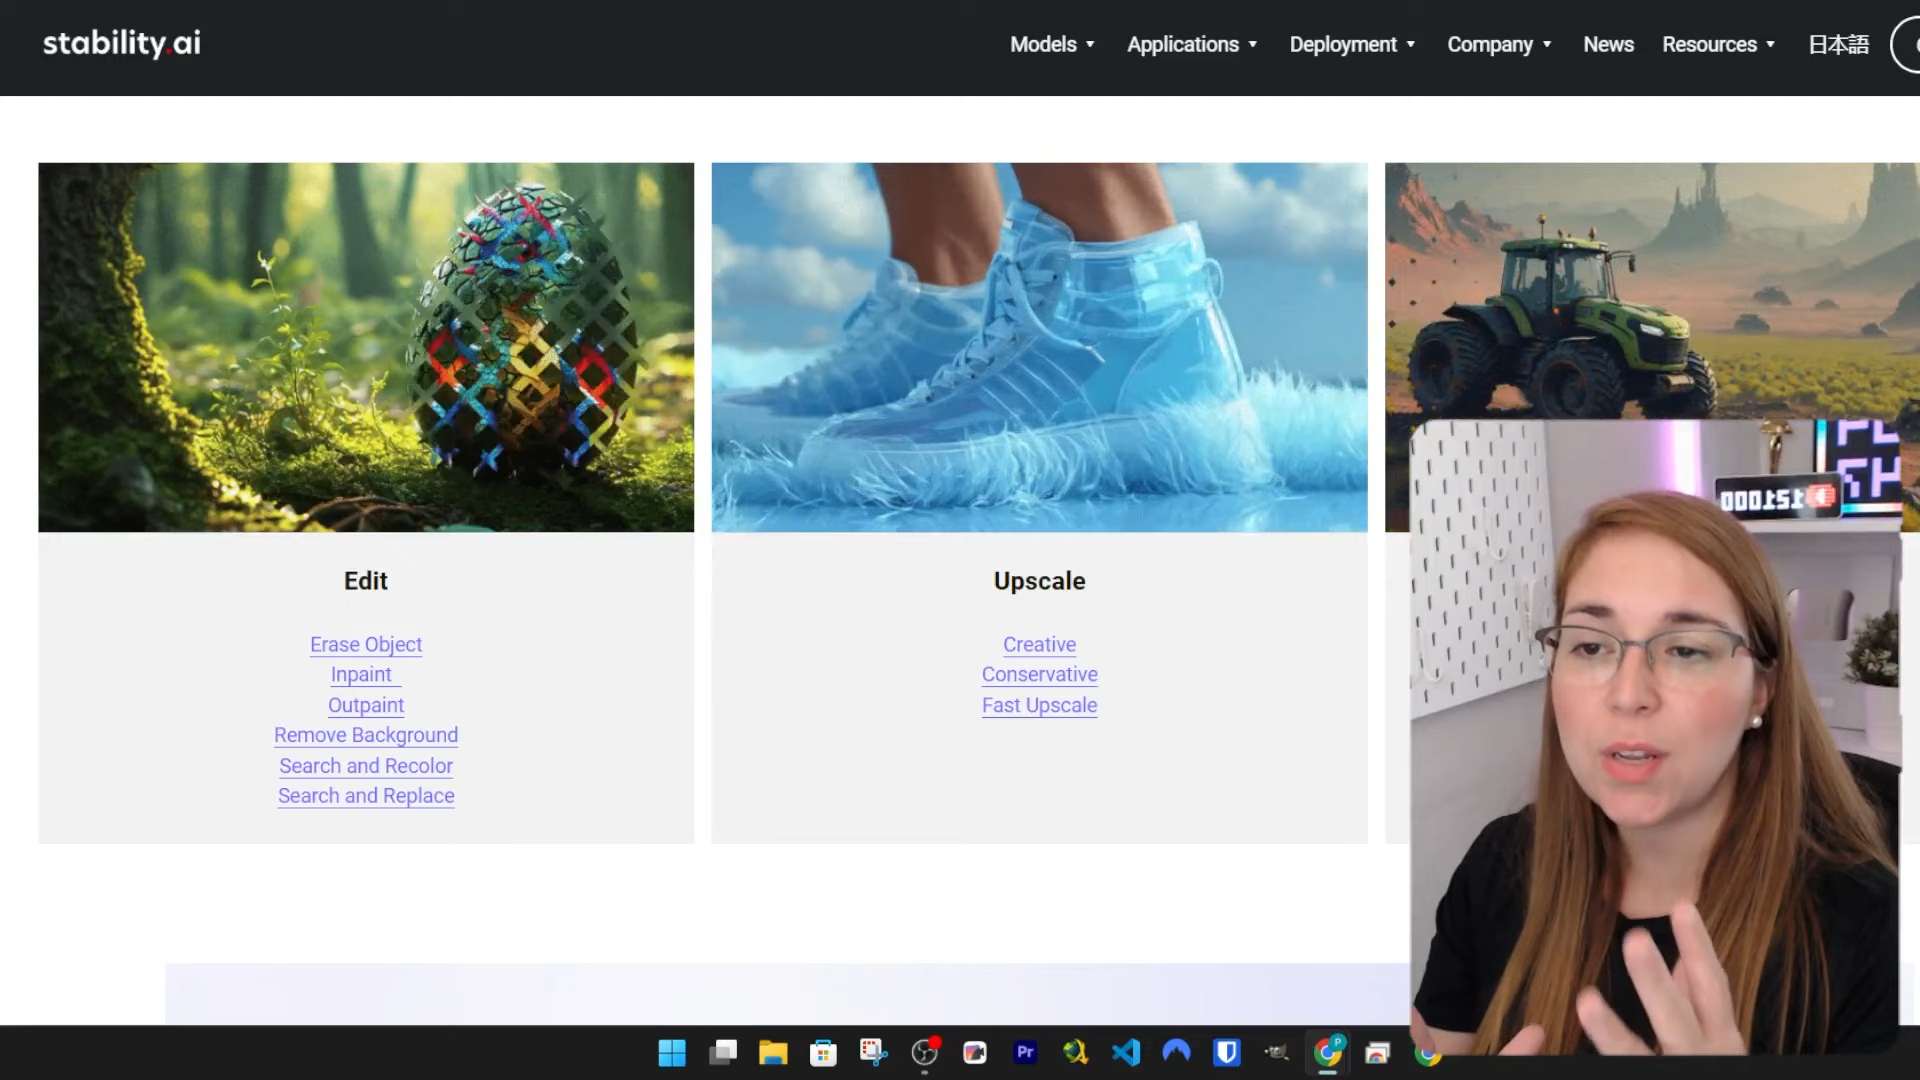 stability.ai
Models
Applications
Deployment
Company
News
Resources
日本語
Edit
Erase Object
Inpaint
Outpaint
Remove Background
Search and Recolor
Search and Replace
Upscale
Creative
Conservative
Fast Upscale
Pr
P